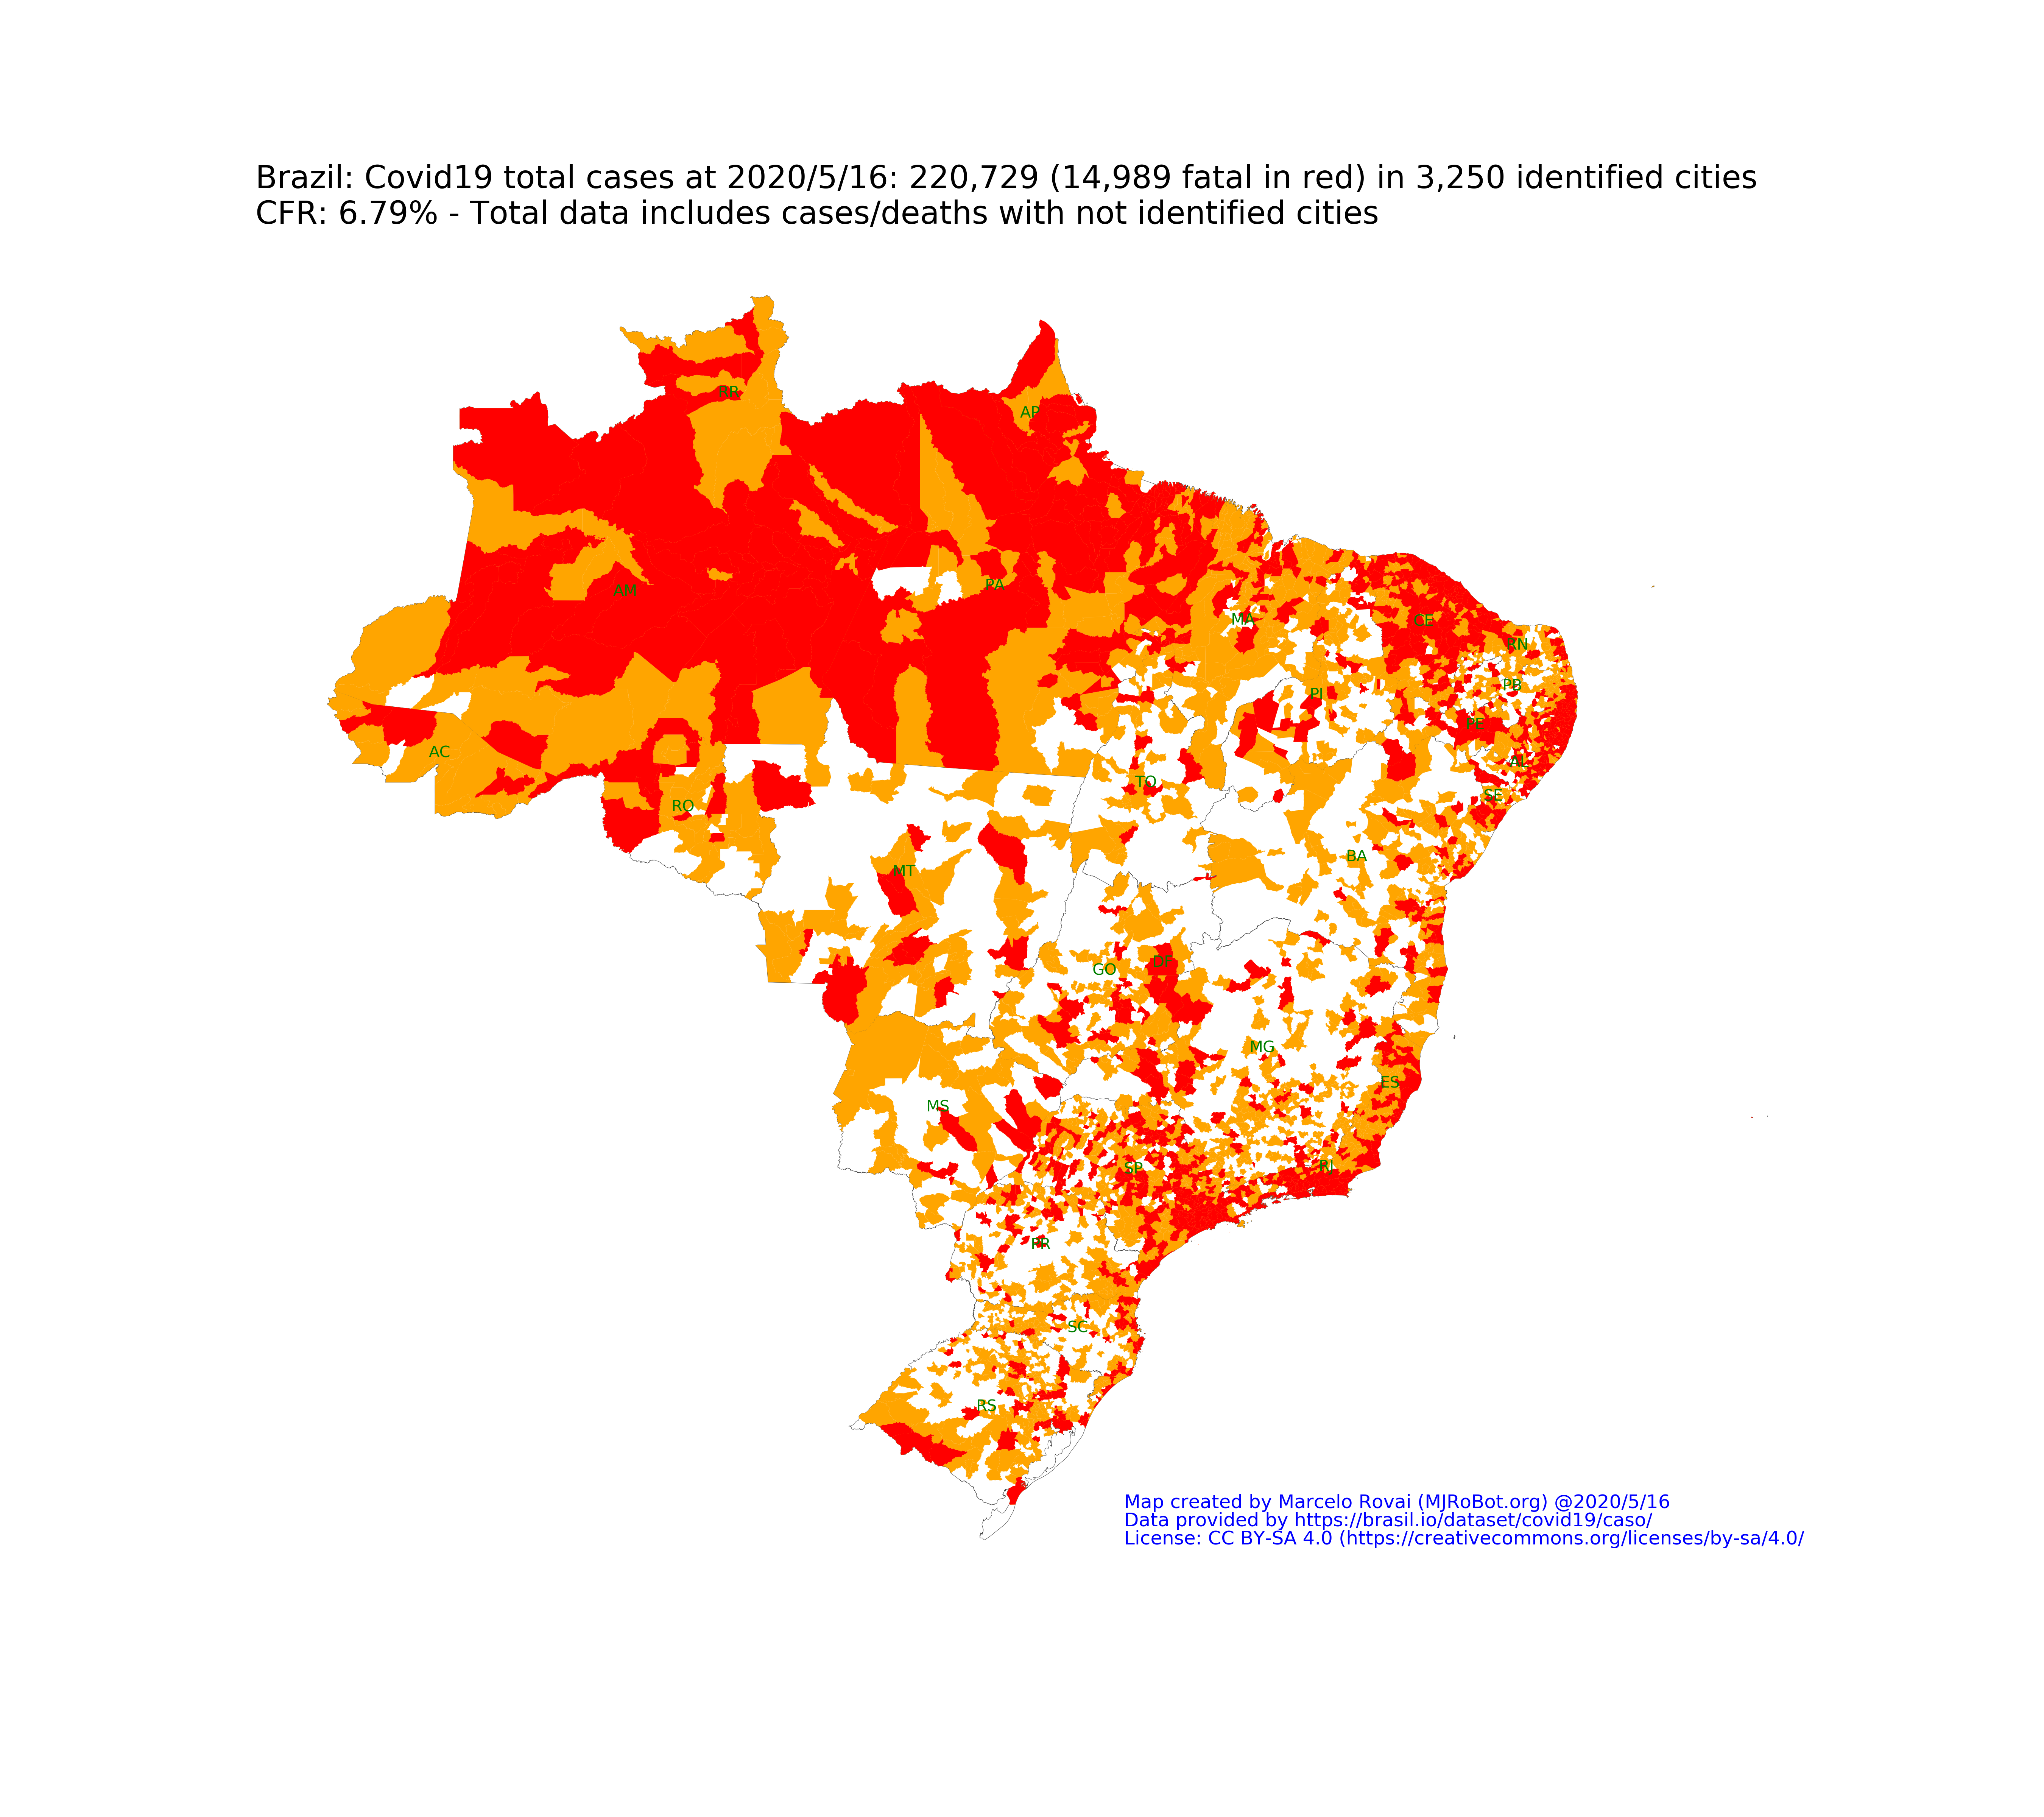 Brazil: Covid19 total cases at 2020/5/16: 220,729 (14,989 fatal in red) in 3,250 identified cities
CFR: 6.79% - Total data includes cases/deaths with not identified cities
RR
AP
AM
PA
MA
CE
RN
PB
PI
PE
AC
AL
TO
SE
RO
BA
MT
DF
GO
MG
ES
MS
RJ
SP
PR
SC
RS
Map created by Marcelo Rovai (MJRoBot.org) @2020/5/16
Data provided by https://brasil.io/dataset/covid19/caso/
License: CC BY-SA 4.0 (https://creativecommons.org/licenses/by-sa/4.0/